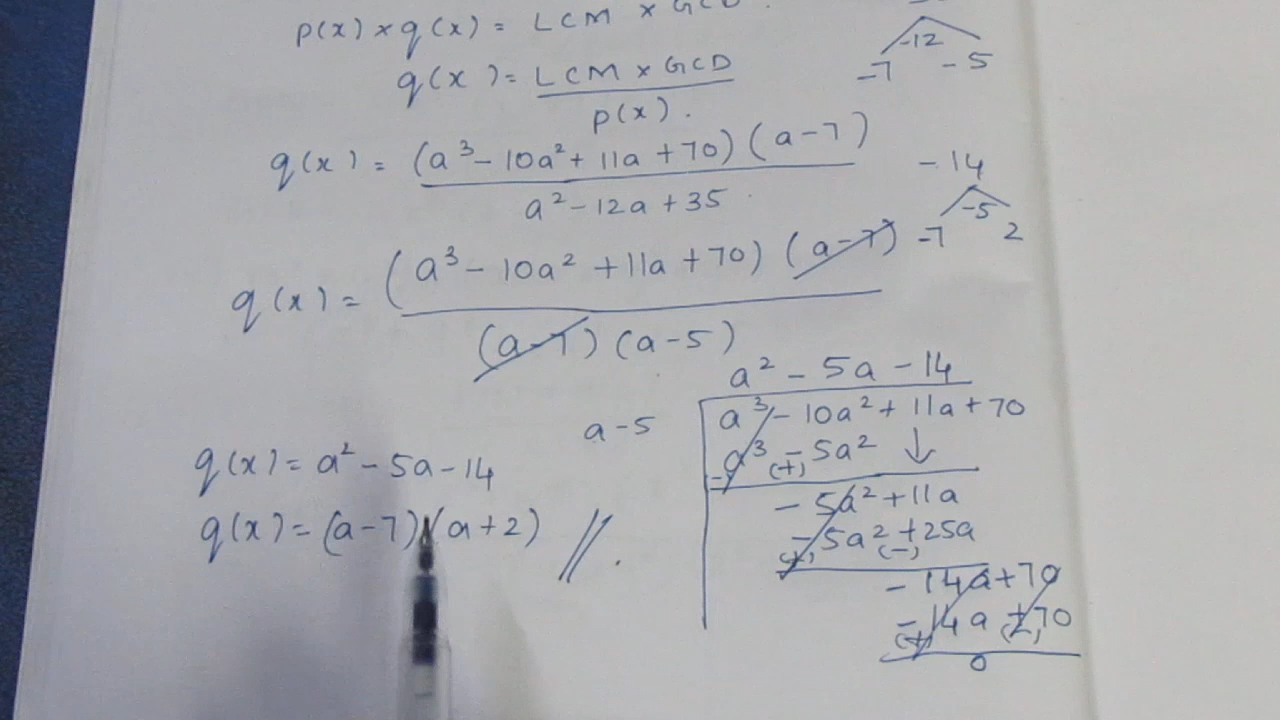 p(x) × q(x) = LCM × GCD.
-12
-7 -5
q(x) = LCM × GCD
p(x).
q(x) = (a³ - 10a² + 11a + 70) (a-7)
a² - 12a + 35
-14
-5
-7 2
q(x) = (a³ - 10a² + 11a + 70) (a-7)
(a-7) (a-5)
a² - 5a - 14
a-5 a³ - 10a² + 11a + 70
-a³ (+) - 5a² ↓
- 5a² + 11a
(+) - 5a² (-) + 25a
- 14a + 70
(+) - 14a (-) + 70
0
q(x) = a² - 5a - 14
q(x) = (a-7) (a+2) //.